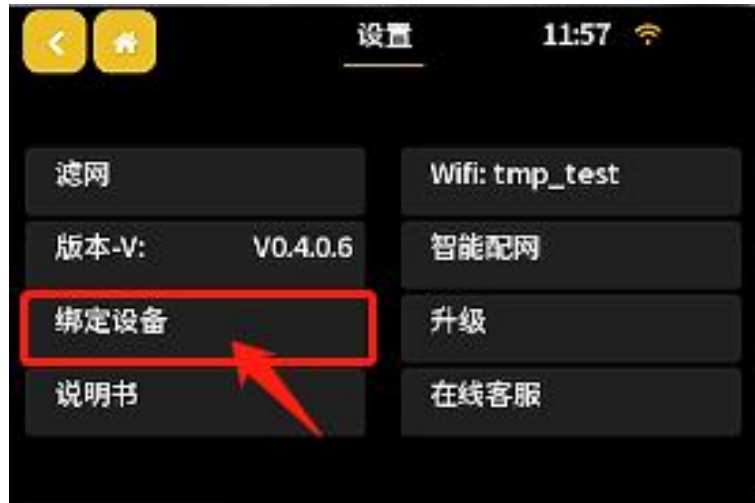 设置 11:57
滤网
Wifi: tmp_test
版本-V: V0.4.0.6
智能配网
绑定设备
升级
说明书
在线客服